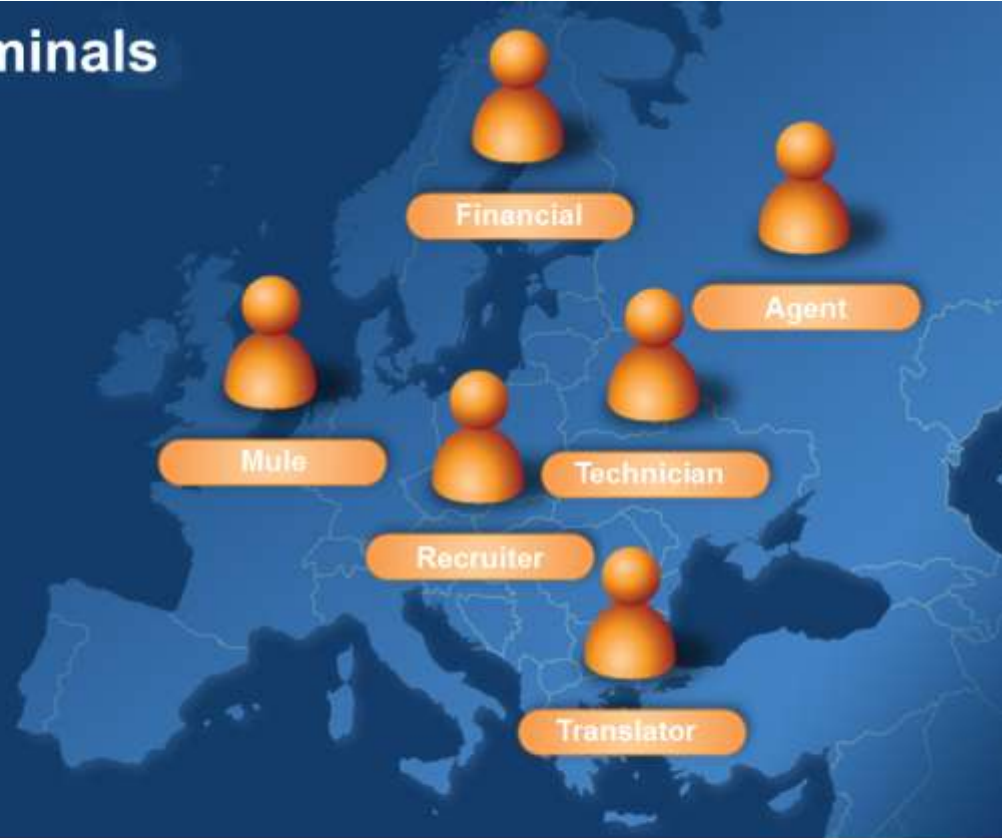 minals
Financial
Agent
Mule
Technician
Recruiter
Translator